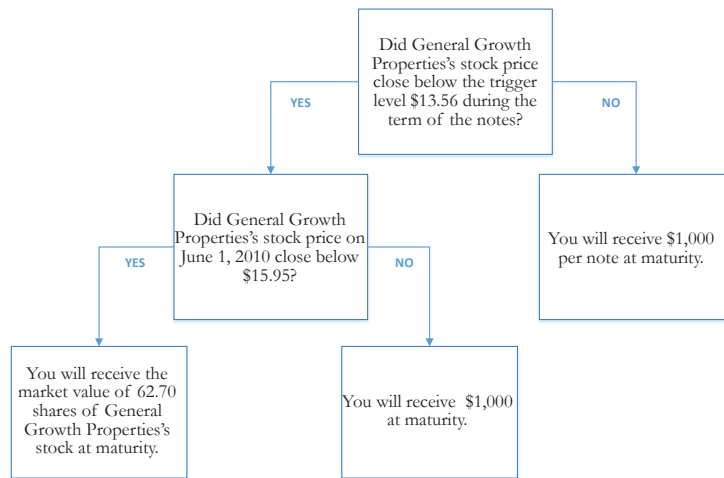 Did General Growth
Properties's stock price
close below the trigger
level $13.56 during the
term of the notes?
YES
NO
Did General Growth
Properties's stock price on
June 1, 2010 close below
$15.95?
You will receive $1,000
per note at maturity.
YES
NO
You will receive the
market value of 62.70
shares of General
Growth Properties's
stock at maturity.
You will receive $1,000
at maturity.